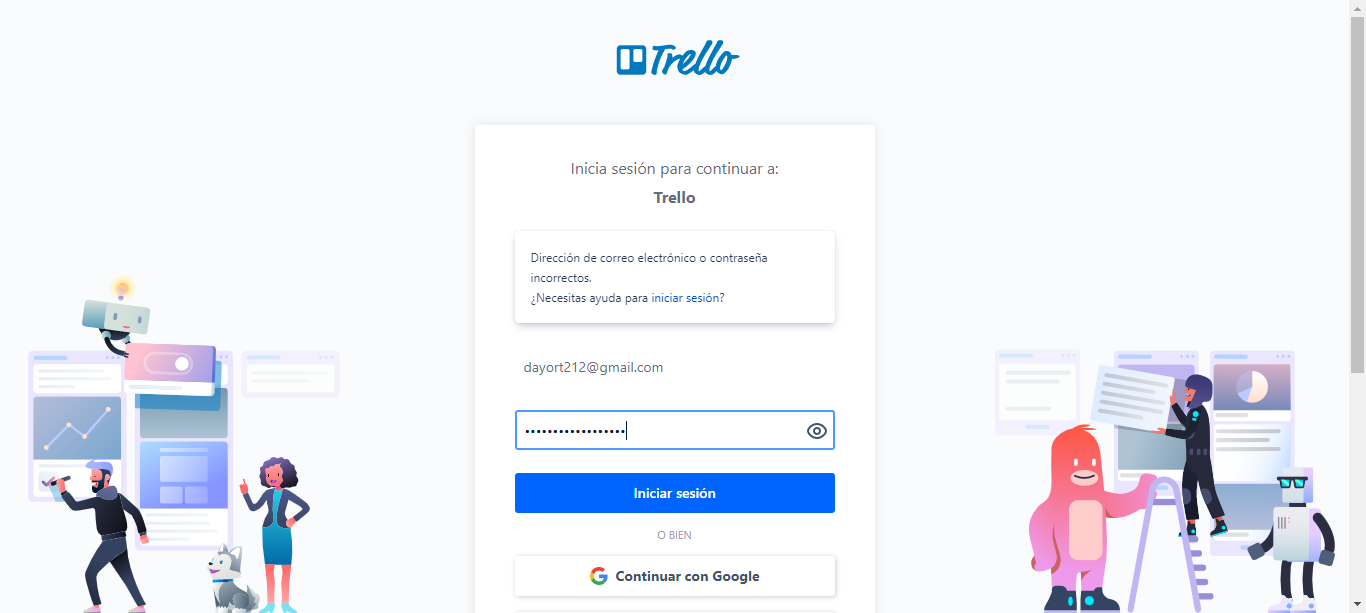 Trello
Inicia sesión para continuar a:
Trello
Dirección de correo electrónico o contraseña
incorrectos.
¿Necesitas ayuda para iniciar sesión?
dayort212@gmail.com
••••••••••••••••••
Iniciar sesión
O BIEN
Continuar con Google